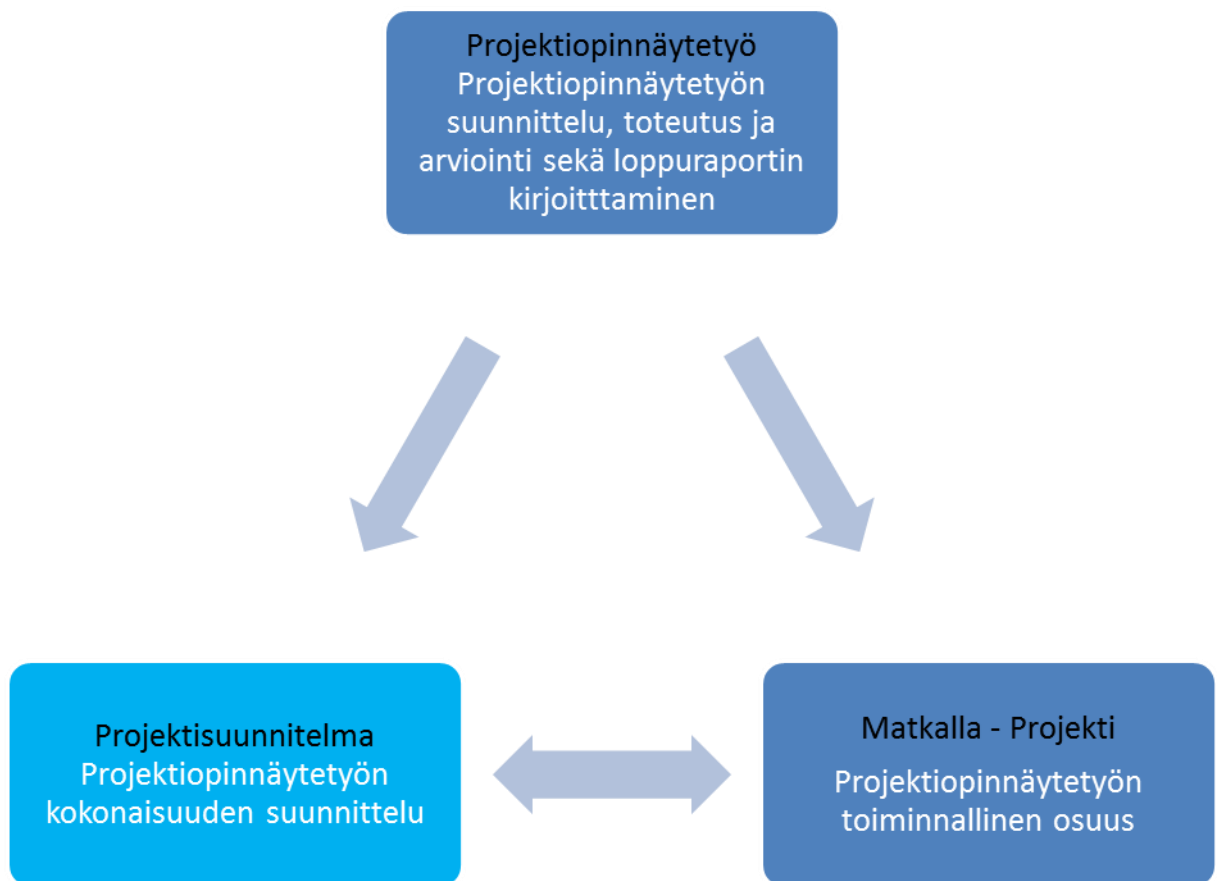 Projektiopinnäytetyö
Projektiopinnäytetyön
suunnittelu, toteutus ja
arviointi sekä loppuraportin
kirjoitttaminen
Projektisuunnitelma
Projektiopinnäytetyön
kokonaisuuden suunnittelu
Matkalla - Projekti
Projektiopinnäytetyön
toiminnallinen osuus